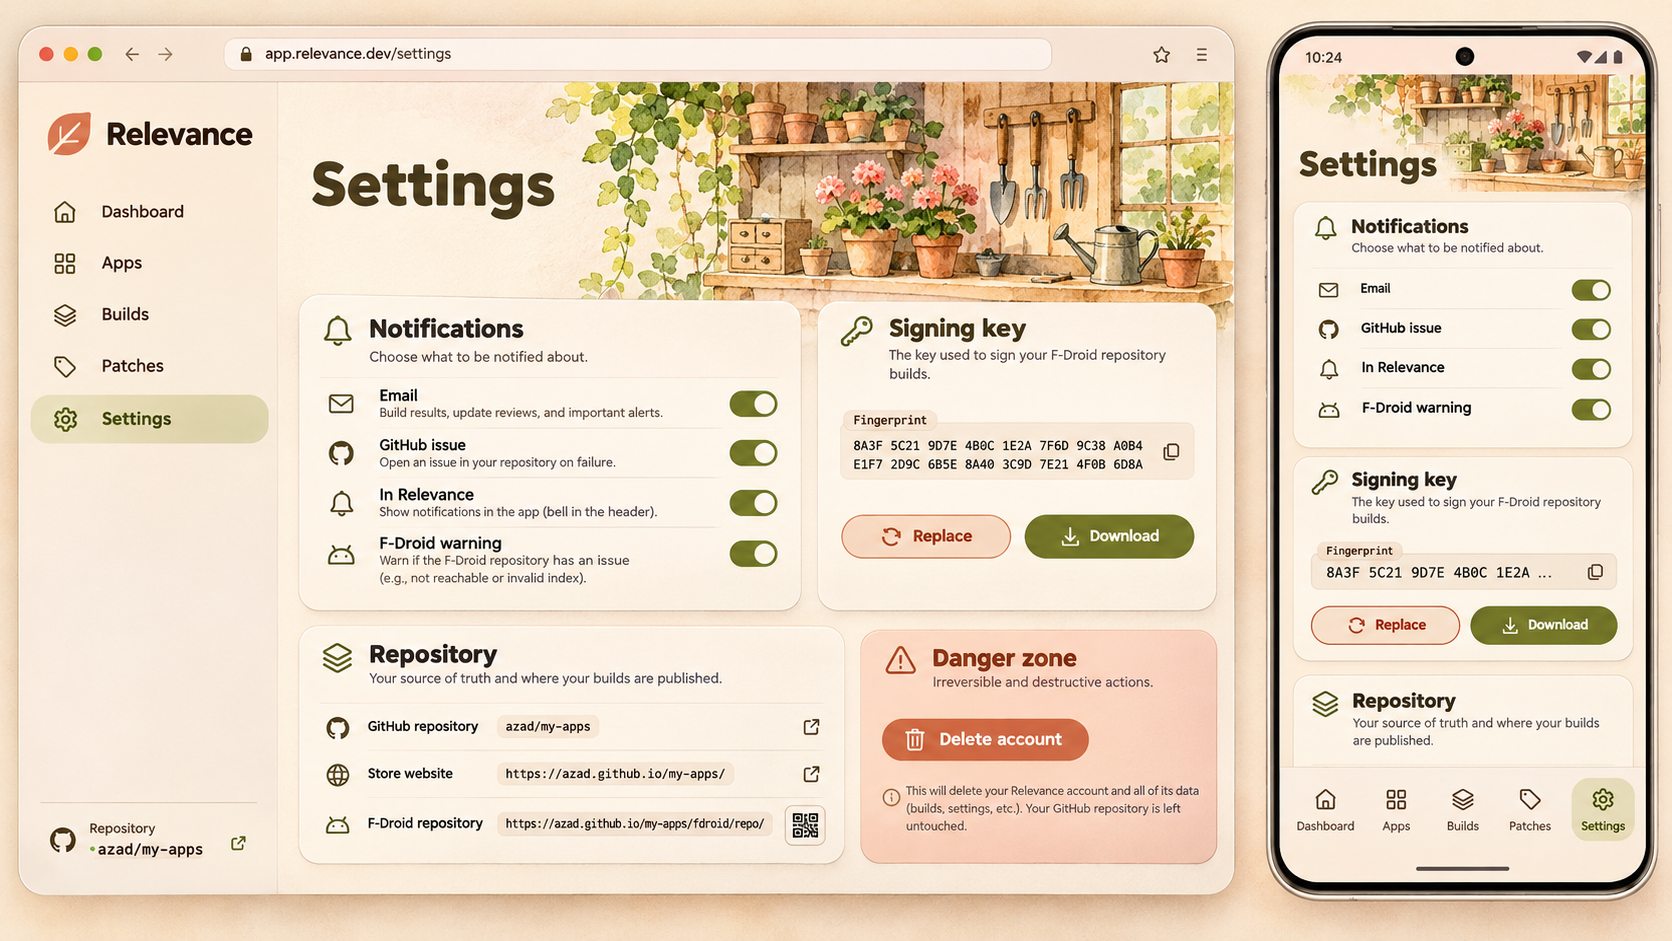 app.relevance.dev/settings
Relevance
Dashboard
Apps
Builds
Patches
Settings
Repository
azad/my-apps
Settings
Notifications
Choose what to be notified about.
Email
Build results, update reviews, and important alerts.
GitHub issue
Open an issue in your repository on failure.
In Relevance
Show notifications in the app (bell in the header).
F-Droid warning
Warn if the F-Droid repository has an issue
(e.g., not reachable or invalid index).
Signing key
The key used to sign your F-Droid repository
builds.
Fingerprint
8A3F 5C21 9D7E 4B0C 1E2A 7F6D 9C38 A0B4
E1F7 2D9C 6B5E 8A40 3C9D 7E21 4F0B 6D8A
Replace
Download
Repository
Your source of truth and where your builds are published.
GitHub repository
azad/my-apps
Store website
https://azad.github.io/my-apps/
F-Droid repository
https://azad.github.io/my-apps/fdroid/repo/
Danger zone
Irreversible and destructive actions.
Delete account
This will delete your Relevance account and all of its data
(builds, settings, etc.). Your GitHub repository is left
untouched.
10:24
Settings
Notifications
Choose what to be notified about.
Email
GitHub issue
In Relevance
F-Droid warning
Signing key
The key used to sign your F-Droid repository
builds.
Fingerprint
8A3F 5C21 9D7E 4B0C 1E2A ...
Replace
Download
Repository
Your source of truth and where your builds
are published.
Dashboard
Apps
Builds
Patches
Settings